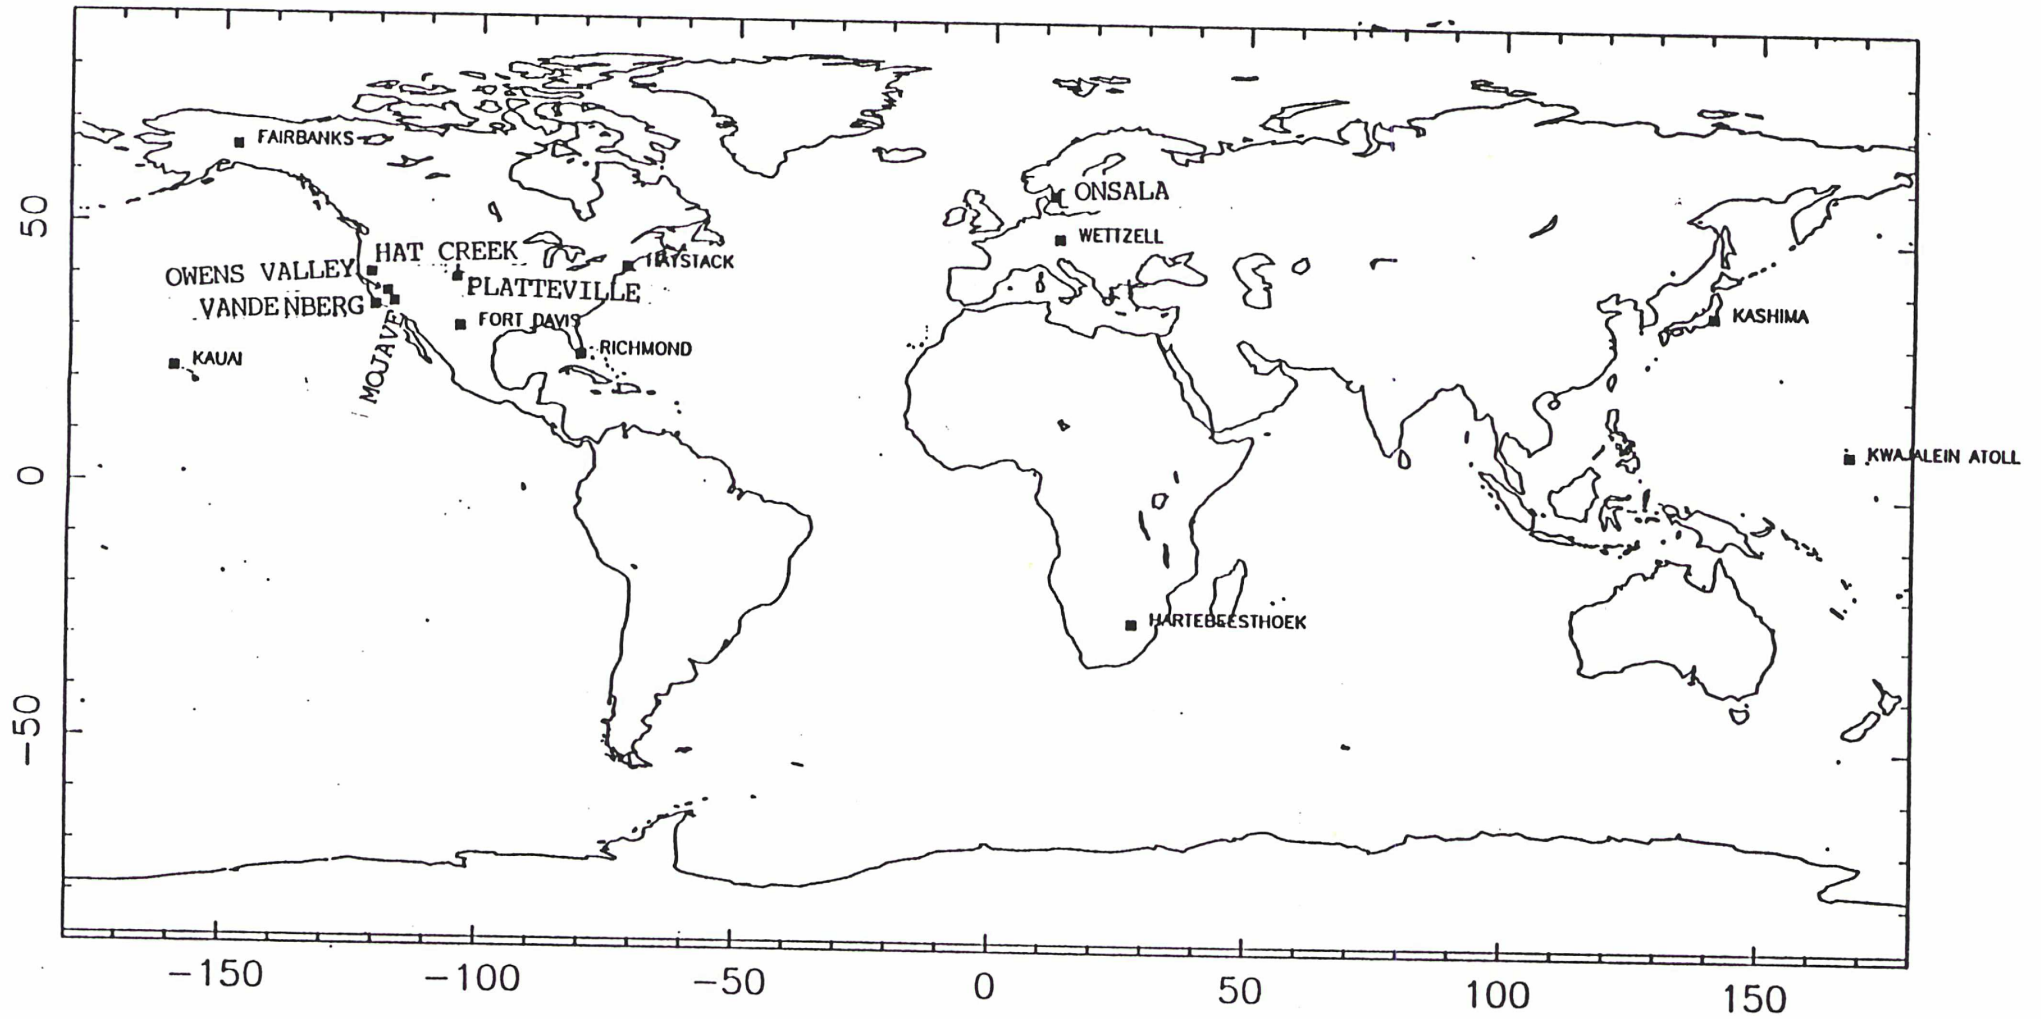 FAIRBANKS
ONSALA
50
WETTZELL
HAT CREEK
HAYSTACK
OWENS VALLEY
PLATTEVILLE
VANDENBERG
FORT DAVIS
KASHIMA
RICHMOND
KAUAI
MOJAVE
KWAJALEIN ATOLL
0
HARTEBEESTHOEK
−50
−150 −100 −50 0 50 100 150